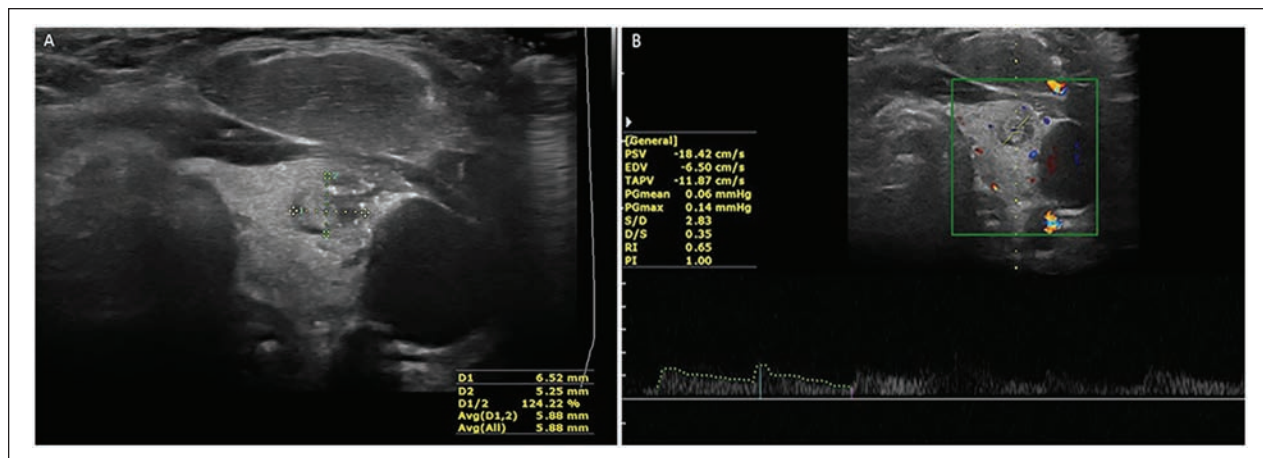 A
D1 6.52 mm
D2 5.25 mm
D1/2 124.22 %
Avg(D1,2) 5.88 mm
Avg(All) 5.88 mm
B
[General]
PSV -18.42 cm/s
EDV -6.50 cm/s
TAPV -11.87 cm/s
PGmean 0.06 mmHg
PGmax 0.14 mmHg
S/D 2.83
D/S 0.35
RI 0.65
PI 1.00